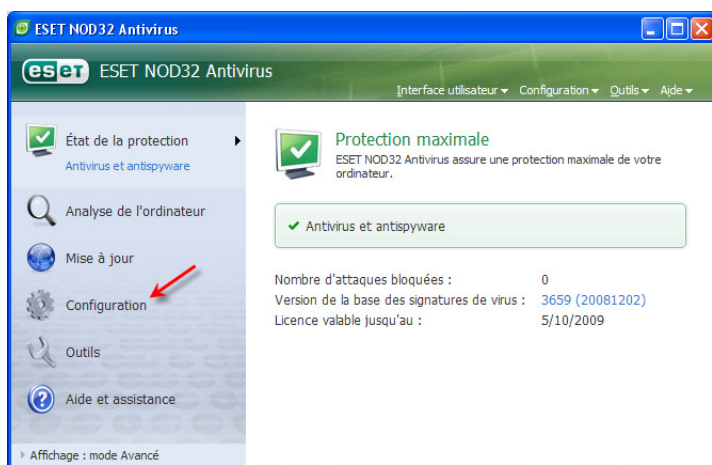 ESET NOD32 Antivirus
eset ESET NOD32 Antivirus
Interface utilisateur Configuration Outils Aide
État de la protection
Antivirus et antispyware
Analyse de l'ordinateur
Mise à jour
Configuration
Outils
Aide et assistance
Affichage : mode Avancé
Protection maximale
ESET NOD32 Antivirus assure une protection maximale de votre
ordinateur.
Antivirus et antispyware
Nombre d'attaques bloquées : 0
Version de la base des signatures de virus : 3659 (20081202)
Licence valable jusqu'au : 5/10/2009